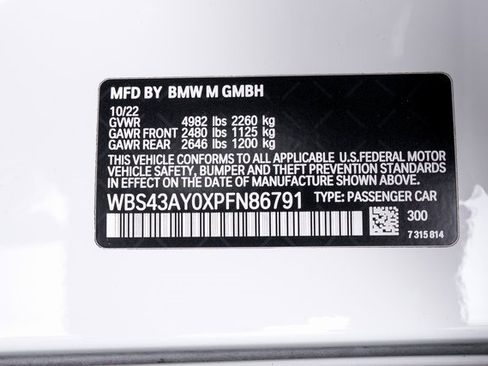 MFD BY BMW M GMBH
10/22
GVWR 4982 lbs 2260 kg
GAWR FRONT 2480 lbs 1125 kg
GAWR REAR 2646 lbs 1200 kg
THIS VEHICLE CONFORMS TO ALL APPLICABLE U.S.FEDERAL MOTOR
VEHICLE SAFETY, BUMPER AND THEFT PREVENTION STANDARDS
IN EFFECT ON THE DATE OF MANUFACTURE SHOWN ABOVE.
WBS43AY0XPFN86791 TYPE: PASSENGER CAR
300
7 315 814